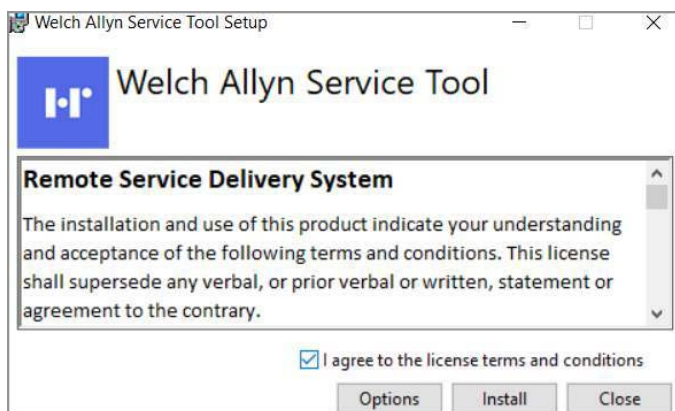 Welch Allyn Service Tool Setup
Welch Allyn Service Tool
Remote Service Delivery System
The installation and use of this product indicate your understanding
and acceptance of the following terms and conditions. This license
shall supersede any verbal, or prior verbal or written, statement or
agreement to the contrary.
I agree to the license terms and conditions
Options Install Close